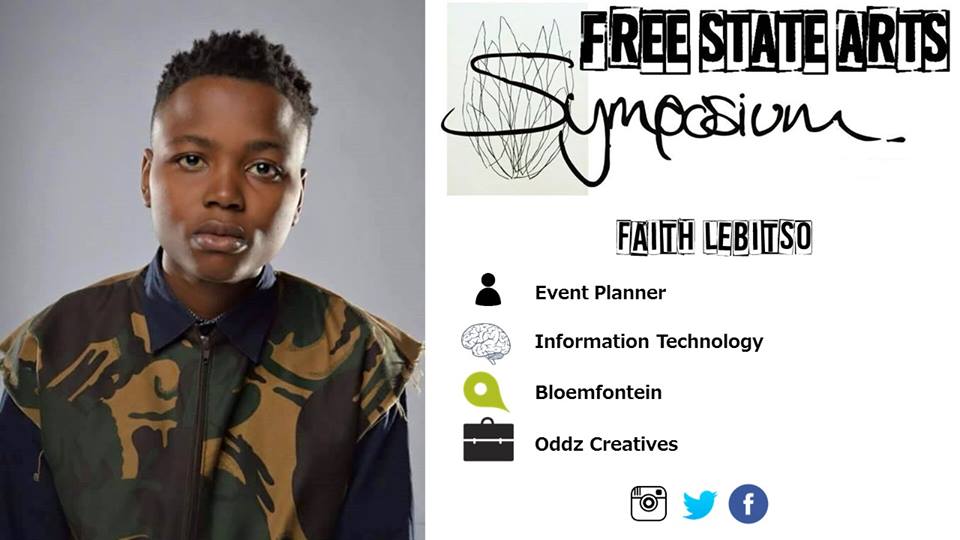 FREE STATE ARTS
Symposium.
FAITH LEBITSO
Event Planner
Information Technology
Bloemfontein
Oddz Creatives